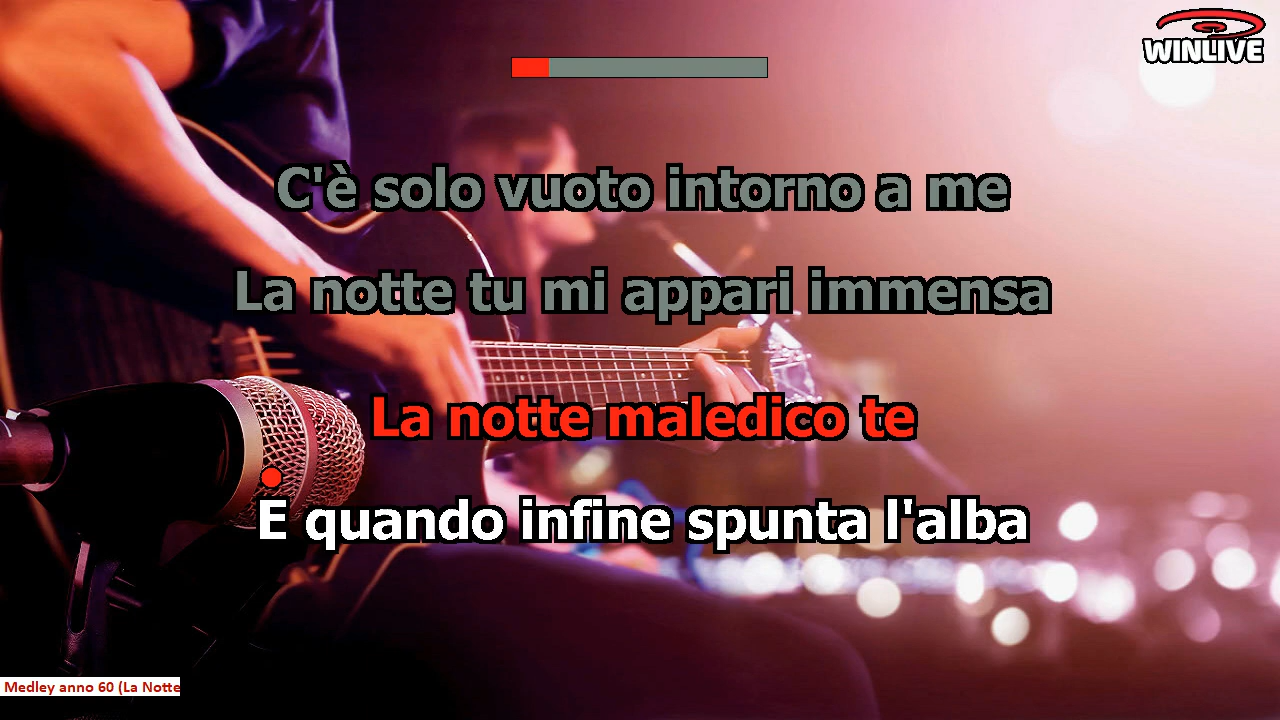 WINLIVE
C'è solo vuoto intorno a me
La notte tu mi appari immensa
La notte maledico te
E quando infine spunta l'alba
Medley anno 60 (La Notte